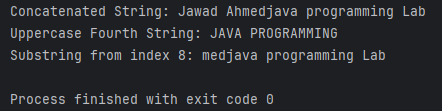 Concatenated String: Jawad Ahmedjava programming Lab
Uppercase Fourth String: JAVA PROGRAMMING
Substring from index 8: medjava programming Lab
Process finished with exit code 0